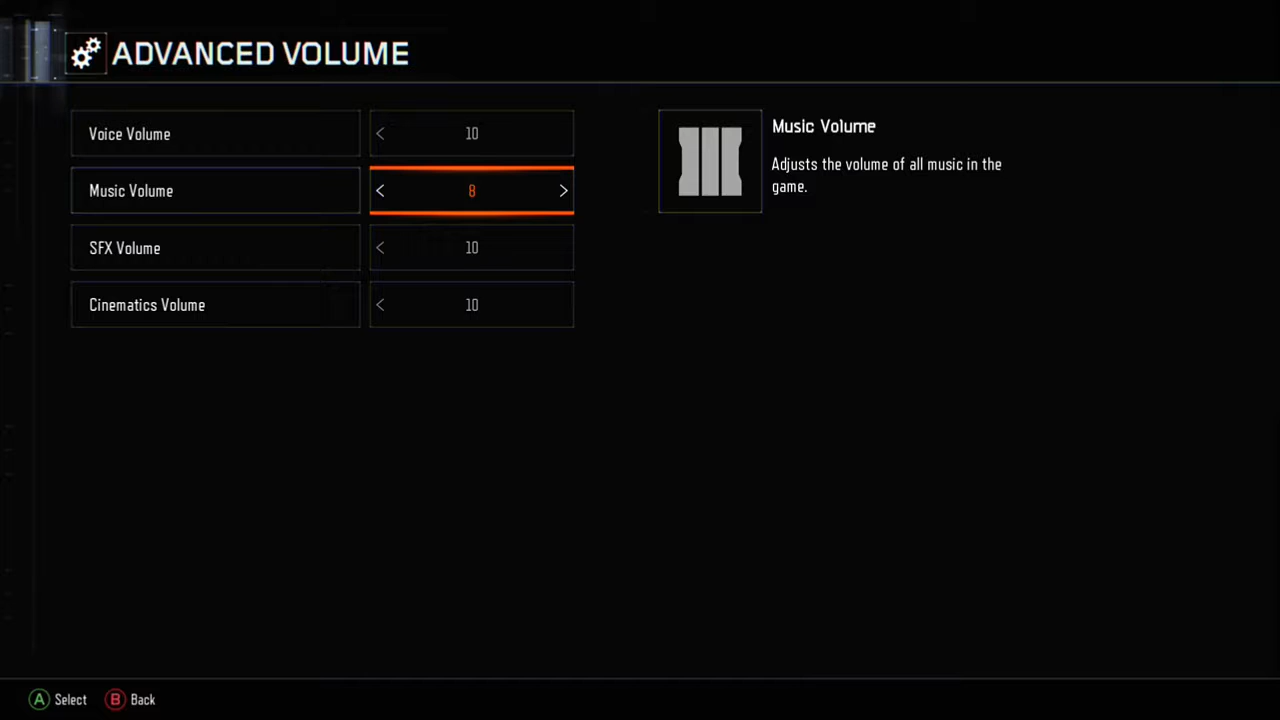 ADVANCED VOLUME
Voice Volume
< 10
Music Volume
< 8 >
SFX Volume
< 10
Cinematics Volume
< 10
Music Volume
Adjusts the volume of all music in the
game.
A Select B Back